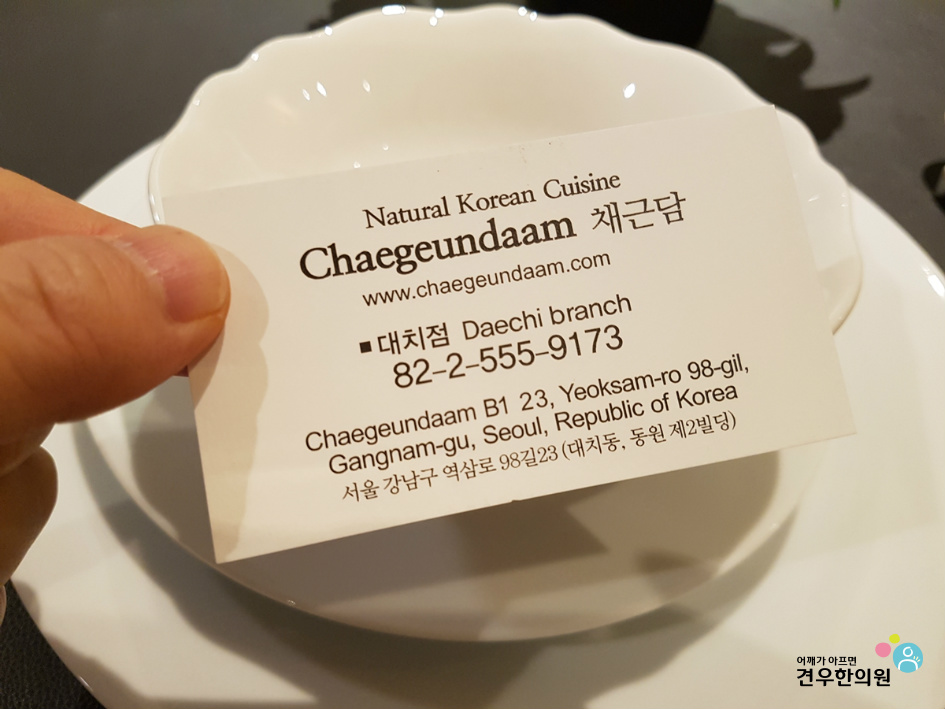 Natural Korean Cuisine
Chaegeundaam 채근담
www.chaegeundaam.com
■ 대치점 Daechi branch
82-2-555-9173
Chaegeundaam B1 23, Yeoksam-ro 98-gil,
Gangnam-gu, Seoul, Republic of Korea
서울 강남구 역삼로 98길23 (대치동, 동원 제2빌딩)
어깨가 아프면
견우한의원